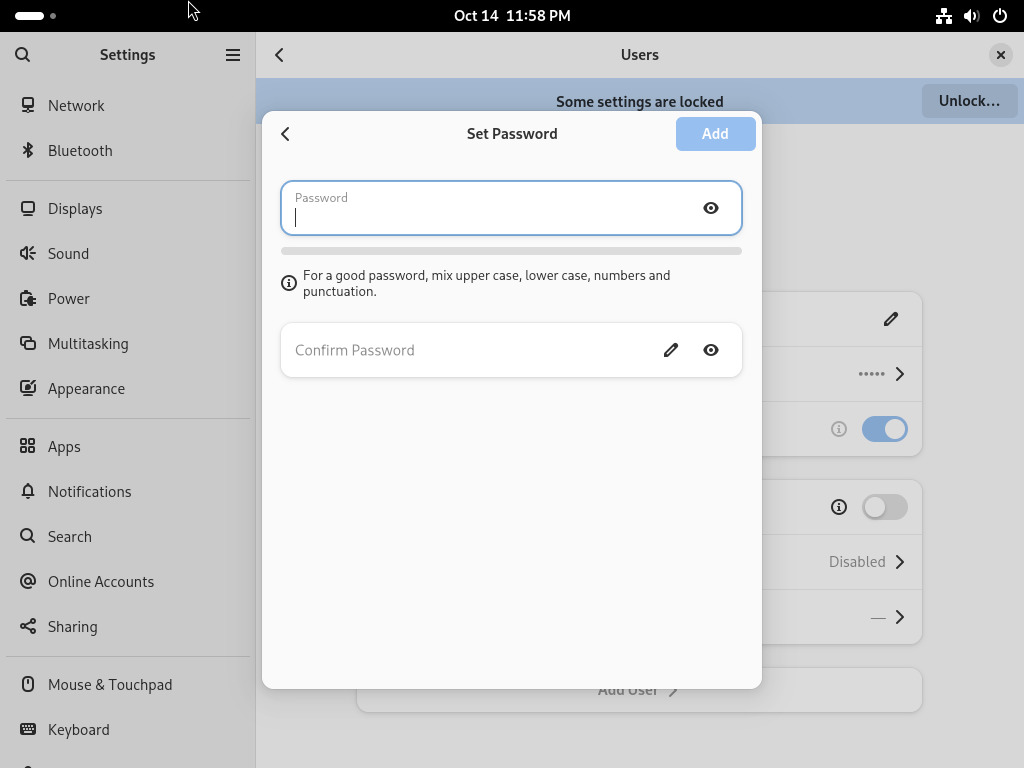 Oct 14 11:58 PM
Settings
Users
Some settings are locked
Unlock...
Network
Bluetooth
Displays
Sound
Power
Multitasking
Appearance
Apps
Notifications
Search
Online Accounts
Sharing
Mouse & Touchpad
Keyboard
Set Password
Add
Password
For a good password, mix upper case, lower case, numbers and
punctuation.
Confirm Password
Disabled
—
Add User